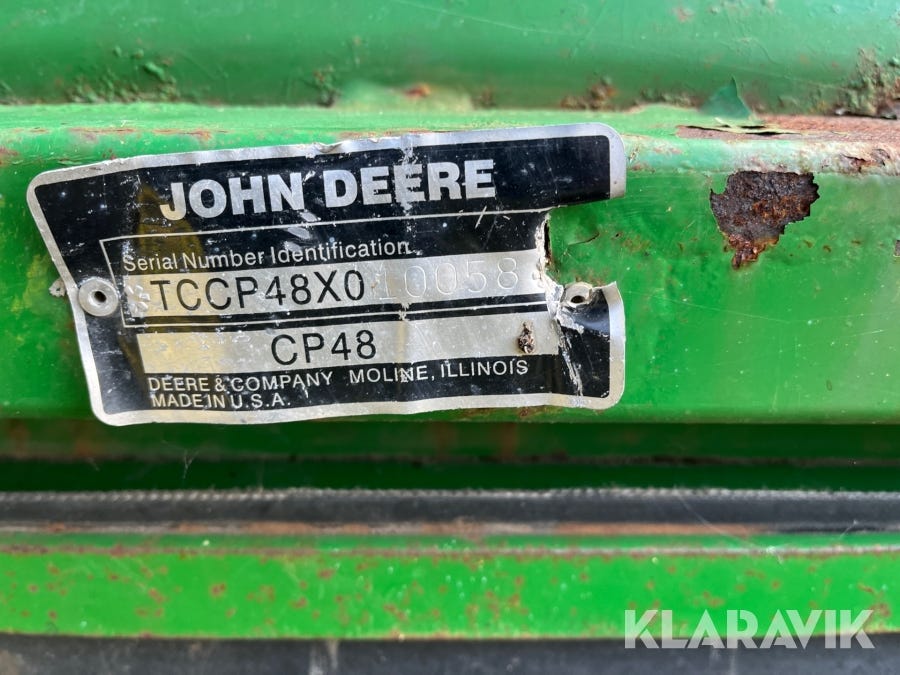 JOHN DEERE
Serial Number Identification
TCCP48X010058
CP48
DEERE & COMPANY MOLINE, ILLINOIS
MADE IN U.S.A.
KLARAVIK